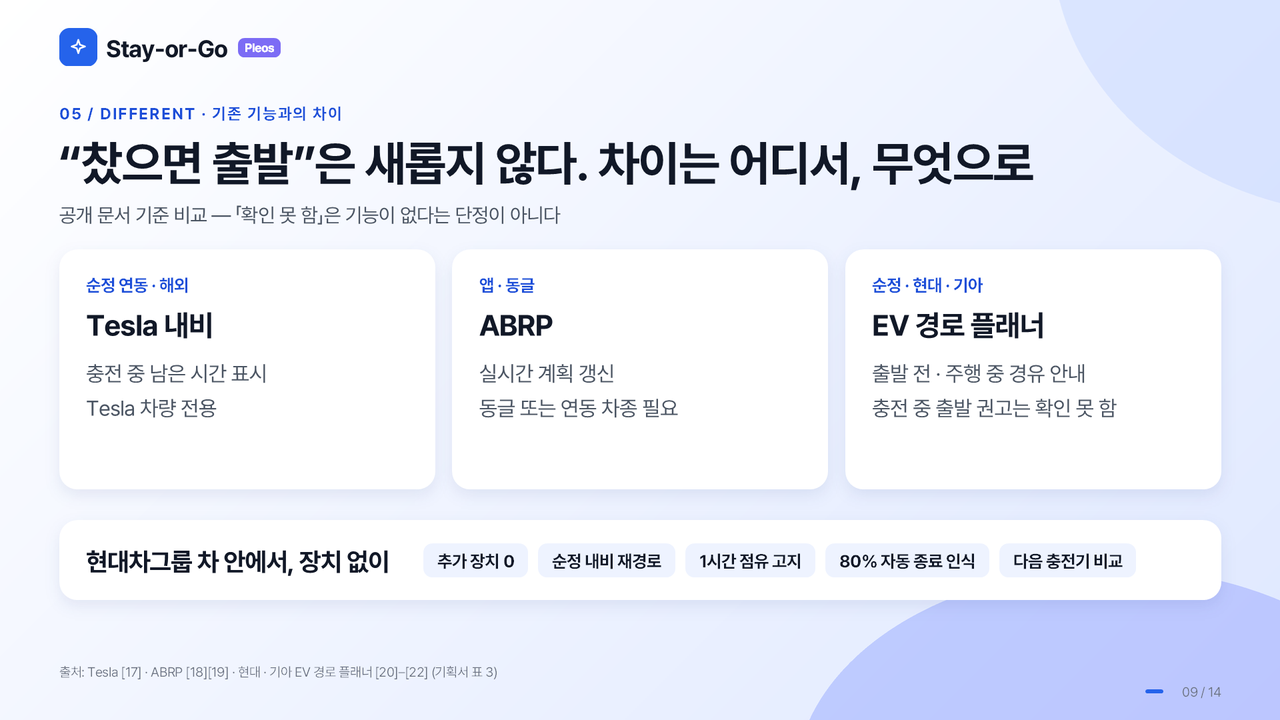 Stay-or-Go Pleos
05 / DIFFERENT · 기존 기능과의 차이
“찼으면 출발”은 새롭지 않다. 차이는 어디서, 무엇으로
공개 문서 기준 비교 — 「확인 못 함」은 기능이 없다는 단정이 아니다
순정 연동 · 해외
Tesla 내비
충전 중 남은 시간 표시
Tesla 차량 전용
앱 · 동글
ABRP
실시간 계획 갱신
동글 또는 연동 차종 필요
순정 · 현대 · 기아
EV 경로 플래너
출발 전 · 주행 중 경유 안내
충전 중 출발 권고는 확인 못 함
현대차그룹 차 안에서, 장치 없이
추가 장치 0
순정 내비 재경로
1시간 점유 고지
80% 자동 종료 인식
다음 충전기 비교
출처: Tesla [17] · ABRP [18][19] · 현대 · 기아 EV 경로 플래너 [20]–[22] (기획서 표 3)
09 / 14